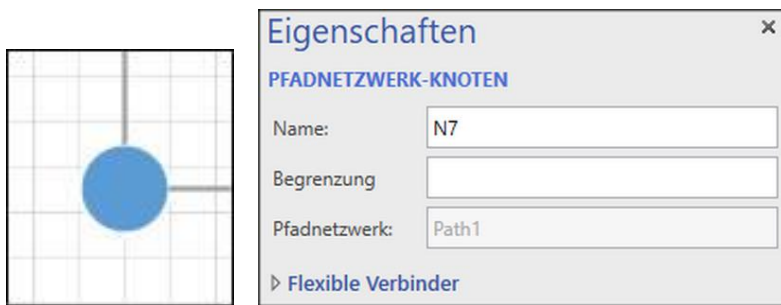 Eigenschaften
PFADNETZWERK-KNOTEN
Name: N7
Begrenzung
Pfadnetzwerk: Path1
Flexible Verbinder